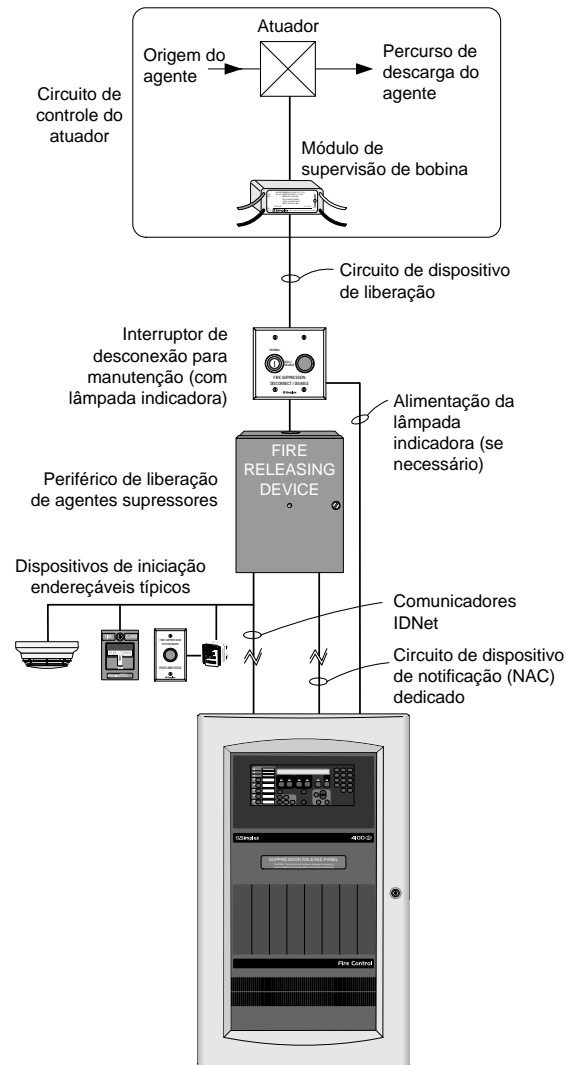 Atuador
Origem do
agente
Percurso de
descarga do
agente
Circuito de
controle do
atuador
Módulo de
supervisão de bobina
Circuito de dispositivo
de liberação
Interruptor de
desconexão para
manutenção (com
lâmpada indicadora)
FIRE SUPPRESSION
DISCONNECT / DISABLE
Simplex
Alimentação da
lâmpada
indicadora (se
necessário)
FIRE
RELEASING
DEVICE
Periférico de liberação
de agentes supressores
Dispositivos de iniciação
endereçáveis típicos
Comunicadores
IDNet
Circuito de dispositivo
de notificação (NAC)
dedicado
Simplex
4100
SUPPRESSION RELEASE PANEL
Fire Control